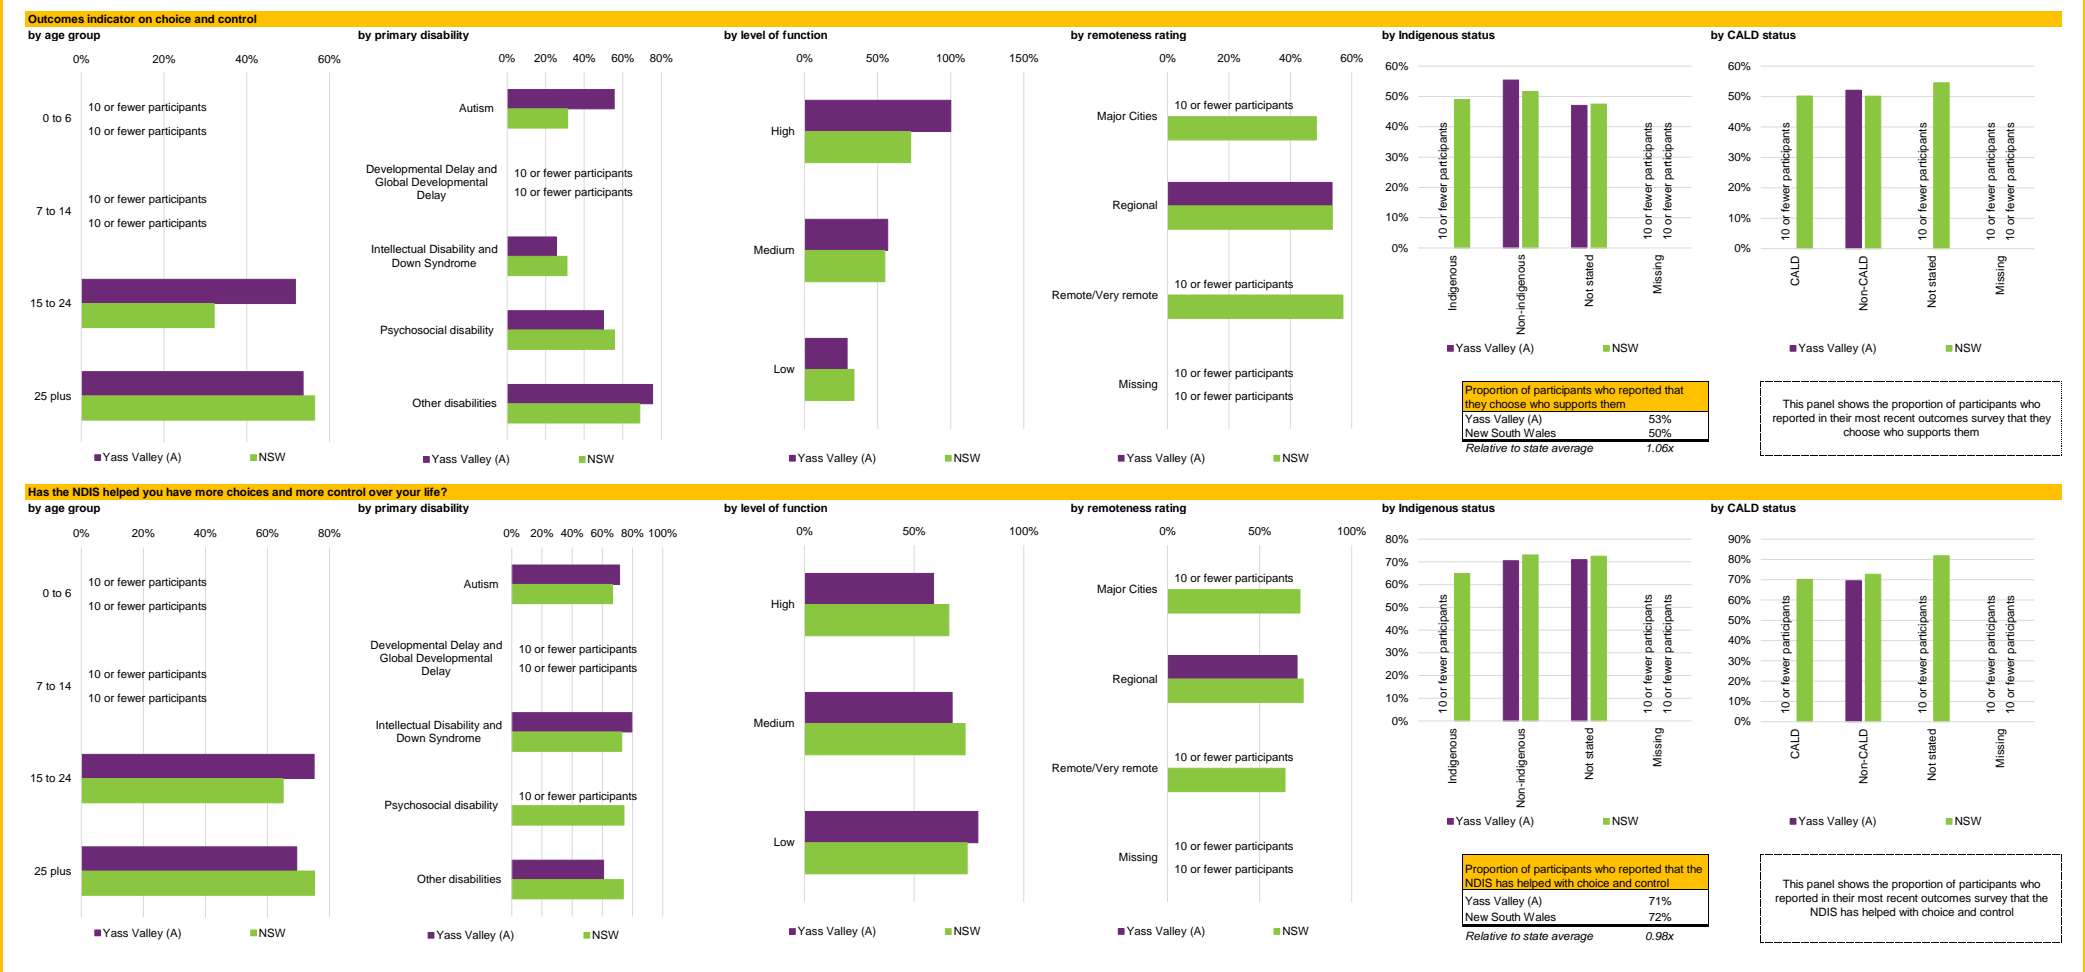 Outcomes indicator on choice and control
by age group
0% 20% 40% 60%
0 to 6
10 or fewer participants
10 or fewer participants
7 to 14
10 or fewer participants
10 or fewer participants
15 to 24
25 plus
Yass Valley (A) NSW
by primary disability
0% 20% 40% 60% 80%
Autism
Developmental Delay and
Global Developmental
Delay
10 or fewer participants
10 or fewer participants
Intellectual Disability and
Down Syndrome
Psychosocial disability
Other disabilities
Yass Valley (A) NSW
by level of function
0% 50% 100% 150%
High
Medium
Low
Yass Valley (A) NSW
by remoteness rating
0% 20% 40% 60%
Major Cities
10 or fewer participants
Regional
Remote/Very remote
10 or fewer participants
Missing
10 or fewer participants
10 or fewer participants
Yass Valley (A) NSW
by Indigenous status
60%
50%
40%
30%
20%
10%
0%
10 or fewer participants
10 or fewer participants
10 or fewer participants
Indigenous
Non-indigenous
Not stated
Missing
Yass Valley (A) NSW
by CALD status
60%
50%
40%
30%
20%
10%
0%
10 or fewer participants
10 or fewer participants
10 or fewer participants
10 or fewer participants
CALD
Non-CALD
Not stated
Missing
Yass Valley (A) NSW
Proportion of participants who reported that
they choose who supports them
Yass Valley (A) 53%
New South Wales 50%
Relative to state average 1.06x
This panel shows the proportion of participants who
reported in their most recent outcomes survey that they
choose who supports them
Has the NDIS helped you have more choices and more control over your life?
by age group
0% 20% 40% 60% 80%
0 to 6
10 or fewer participants
10 or fewer participants
7 to 14
10 or fewer participants
10 or fewer participants
15 to 24
25 plus
Yass Valley (A) NSW
by primary disability
0% 20% 40% 60% 80% 100%
Autism
Developmental Delay and
Global Developmental
Delay
10 or fewer participants
10 or fewer participants
Intellectual Disability and
Down Syndrome
Psychosocial disability
10 or fewer participants
Other disabilities
Yass Valley (A) NSW
by level of function
0% 50% 100%
High
Medium
Low
Yass Valley (A) NSW
by remoteness rating
0% 50% 100%
Major Cities
10 or fewer participants
Regional
Remote/Very remote
10 or fewer participants
Missing
10 or fewer participants
10 or fewer participants
Yass Valley (A) NSW
by Indigenous status
80%
70%
60%
50%
40%
30%
20%
10%
0%
10 or fewer participants
10 or fewer participants
10 or fewer participants
Indigenous
Non-indigenous
Not stated
Missing
Yass Valley (A) NSW
by CALD status
90%
80%
70%
60%
50%
40%
30%
20%
10%
0%
10 or fewer participants
10 or fewer participants
10 or fewer participants
10 or fewer participants
CALD
Non-CALD
Not stated
Missing
Yass Valley (A) NSW
Proportion of participants who reported that the
NDIS has helped with choice and control
Yass Valley (A) 71%
New South Wales 72%
Relative to state average 0.98x
This panel shows the proportion of participants who
reported in their most recent outcomes survey that the
NDIS has helped with choice and control